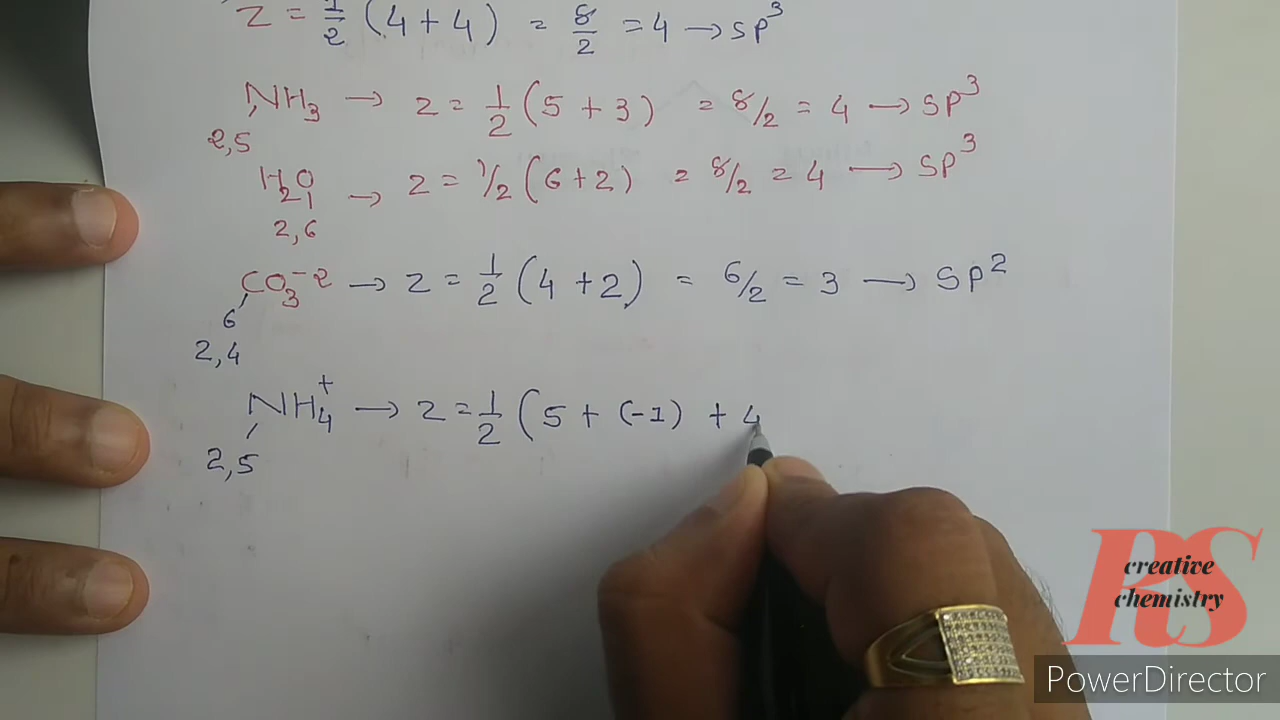 Z = 1/2 (4+4) = 8/2 = 4 → SP³
NH₃ → Z = 1/2 (5 + 3) = 8/2 = 4 → SP³
2,5
H₂O → Z = 1/2 (6+2) = 8/2 = 4 → SP³
2,6
CO₃⁻² → Z = 1/2 (4+2) = 6/2 = 3 → SP²
6
2,4
NH₄⁺ → Z = 1/2 (5 + (-1) + 4
2,5
RS
creative
chemistry
PowerDirector